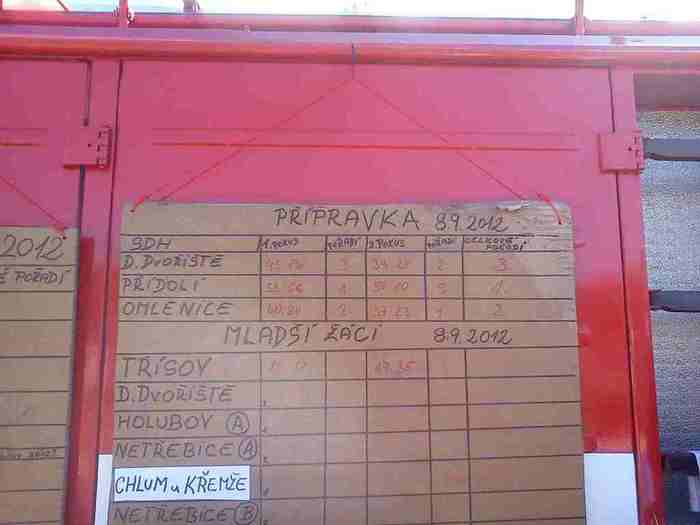 2012
É POŘADÍ
PŘÍPRAVKA 8.9.2012
SDH 1.POKUS POŘADÍ 2.POKUS POŘADÍ CELKOVÉ POŘADÍ
D.DVOŘIŠTĚ 3 2 3.
PŘÍDOLÍ 1 1.
OMLENICE 2 1 2.
MLADŠÍ ŽÁCI 8.9.2012
TŘÍSOV
D.DVOŘIŠTĚ
HOLUBOV A
NETŘEBICE A
CHLUM u KŘEMŽE
NETŘEBICE B